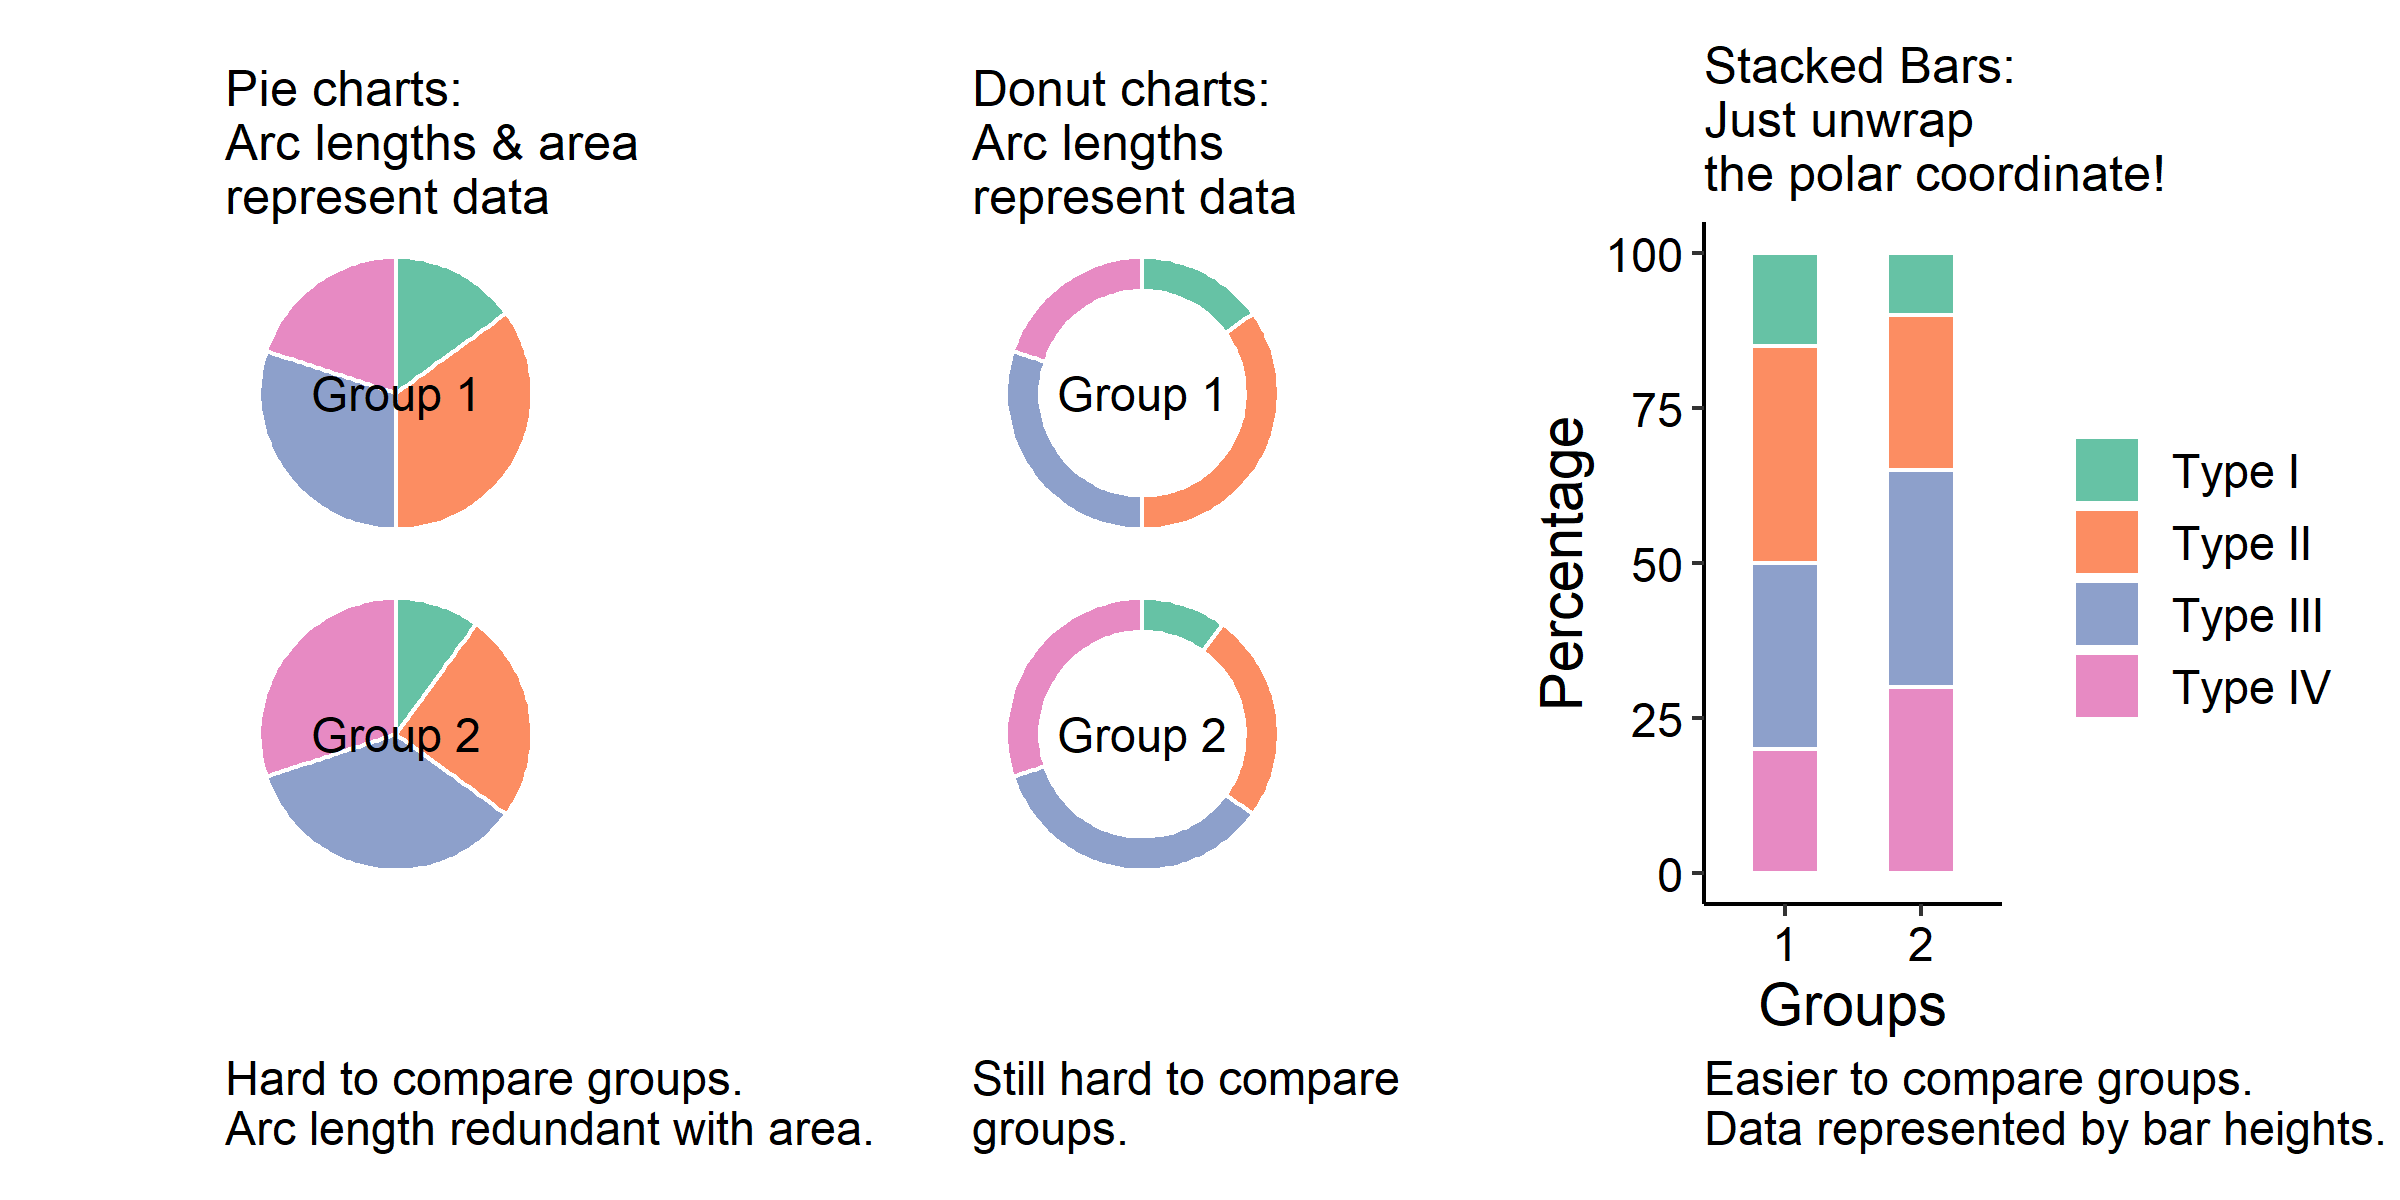 Pie charts:
Arc lengths & area
represent data
Group 1
Group 2
Hard to compare groups.
Arc length redundant with area.
Donut charts:
Arc lengths
represent data
Group 1
Group 2
Still hard to compare
groups.
Stacked Bars:
Just unwrap
the polar coordinate!
Percentage
100
75
50
25
0
1 2
Groups
Type I
Type II
Type III
Type IV
Easier to compare groups.
Data represented by bar heights.